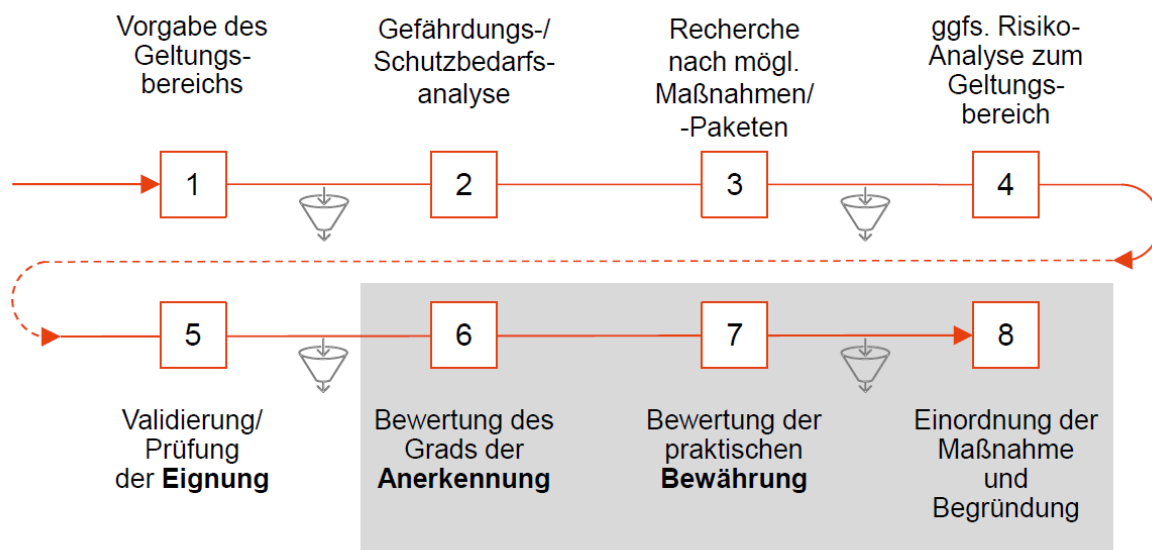 Vorgabe des
Geltungs-
bereichs
Gefährdungs-/
Schutzbedarfs-
analyse
Recherche
nach mögl.
Maßnahmen/
-Paketen
ggfs. Risiko-
Analyse zum
Geltungs-
bereich
1
2
3
4
5
6
7
8
Validierung/
Prüfung
der Eignung
Bewertung des
Grads der
Anerkennung
Bewertung der
praktischen
Bewährung
Einordnung der
Maßnahme
und
Begründung